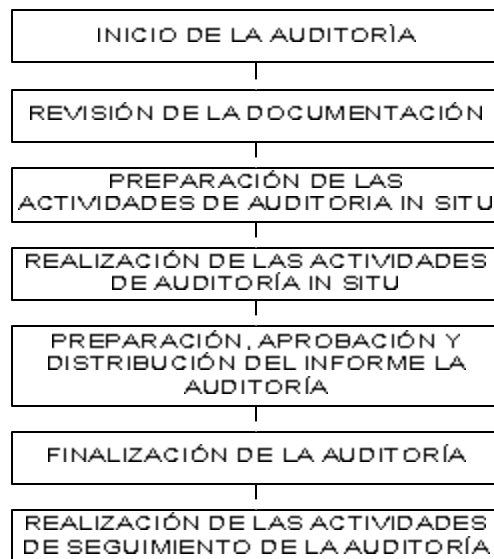 INICIO DE LA AUDITORÌA
REVISIÓN DE LA DOCUMENTACIÓN
PREPARACIÓN DE LAS
ACTIVIDADES DE AUDITORIA IN SITU
REALIZACIÓN DE LAS ACTIVIDADES
DE AUDITORÍA IN SITU
PREPARACIÓN, APROBACIÓN Y
DISTRIBUCIÓN DEL INFORME LA
AUDITORÍA
FINALIZACIÓN DE LA AUDITORÍA
REALIZACIÓN DE LAS ACTIVIDADES
DE SEGUIMIENTO DE LA AUDITORÍA